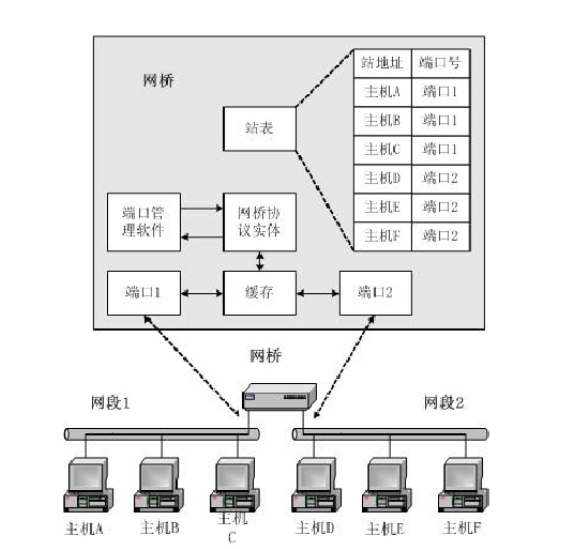 网桥
站地址 端口号
主机A 端口1
主机B 端口1
主机C 端口1
主机D 端口2
主机E 端口2
主机F 端口2
站表
端口管
理软件
网桥协
议实体
端口1
缓存
端口2
网桥
网段1
网段2
主机A
主机B
主机
C
主机D
主机E
主机F